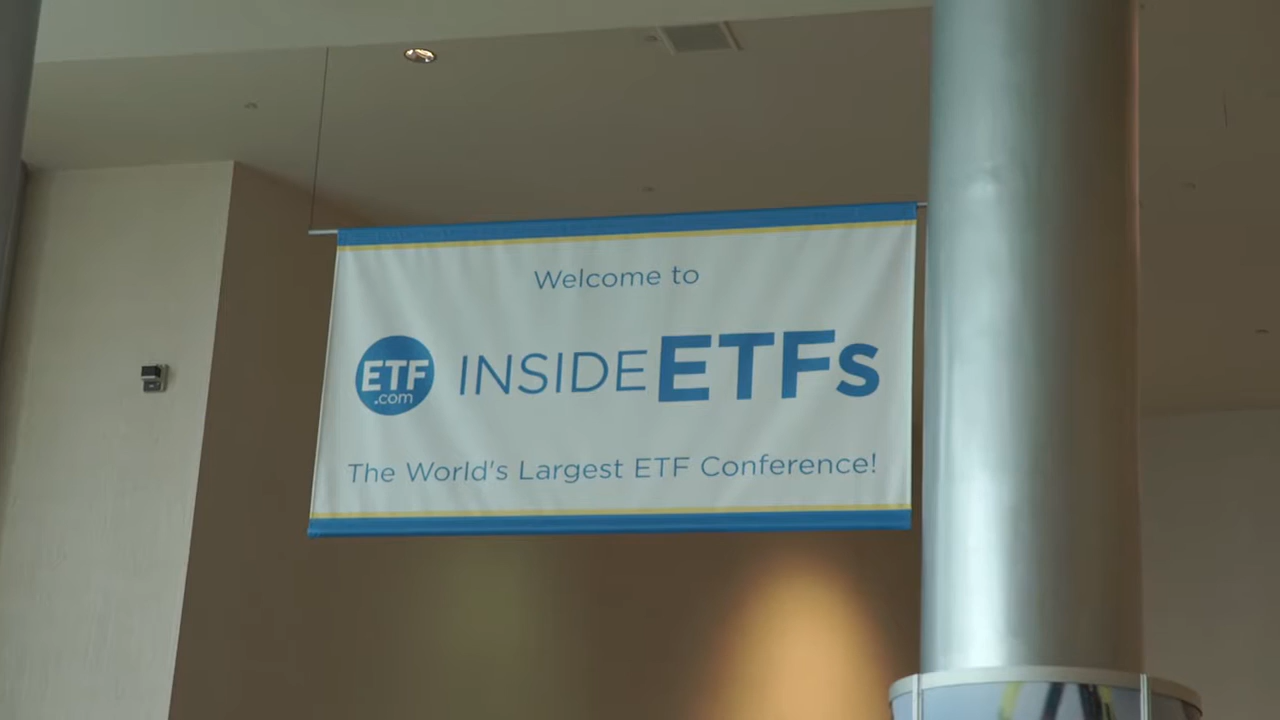 Welcome to
ETF
.com
INSIDE ETFs
The World's Largest ETF Conference!